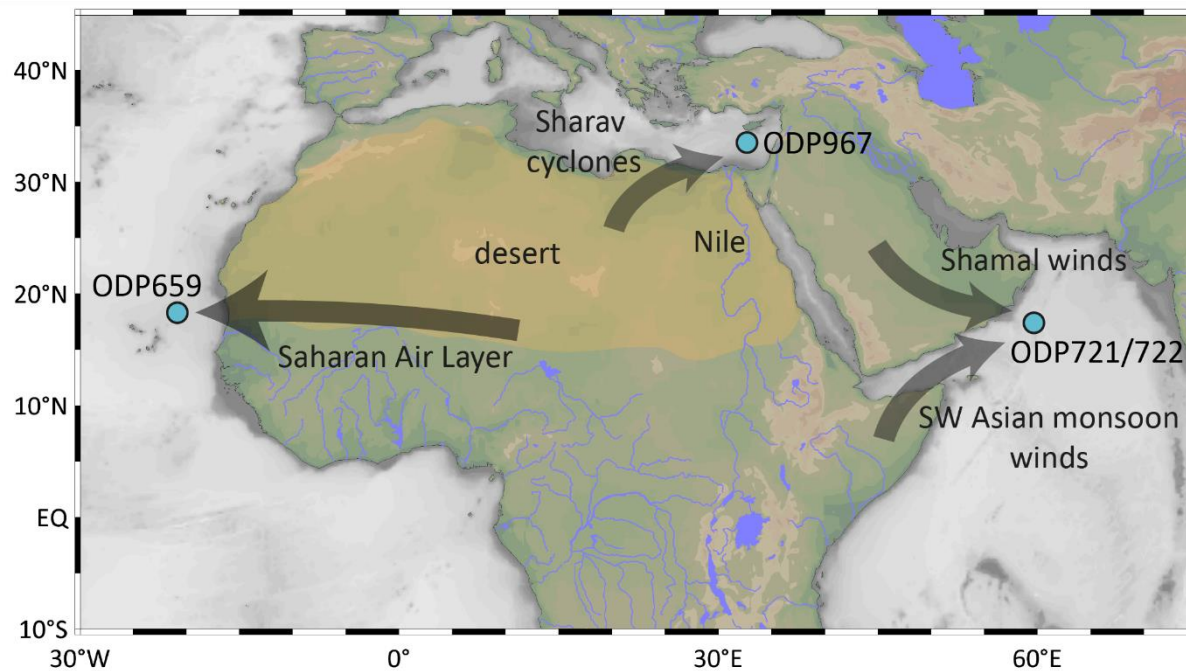 40°N
30°N
20°N
10°N
EQ
10°S
30°W
0°
30°E
60°E
Sharav
cyclones
ODP967
desert
Nile
Shamal winds
ODP659
Saharan Air Layer
ODP721/722
SW Asian monsoon
winds